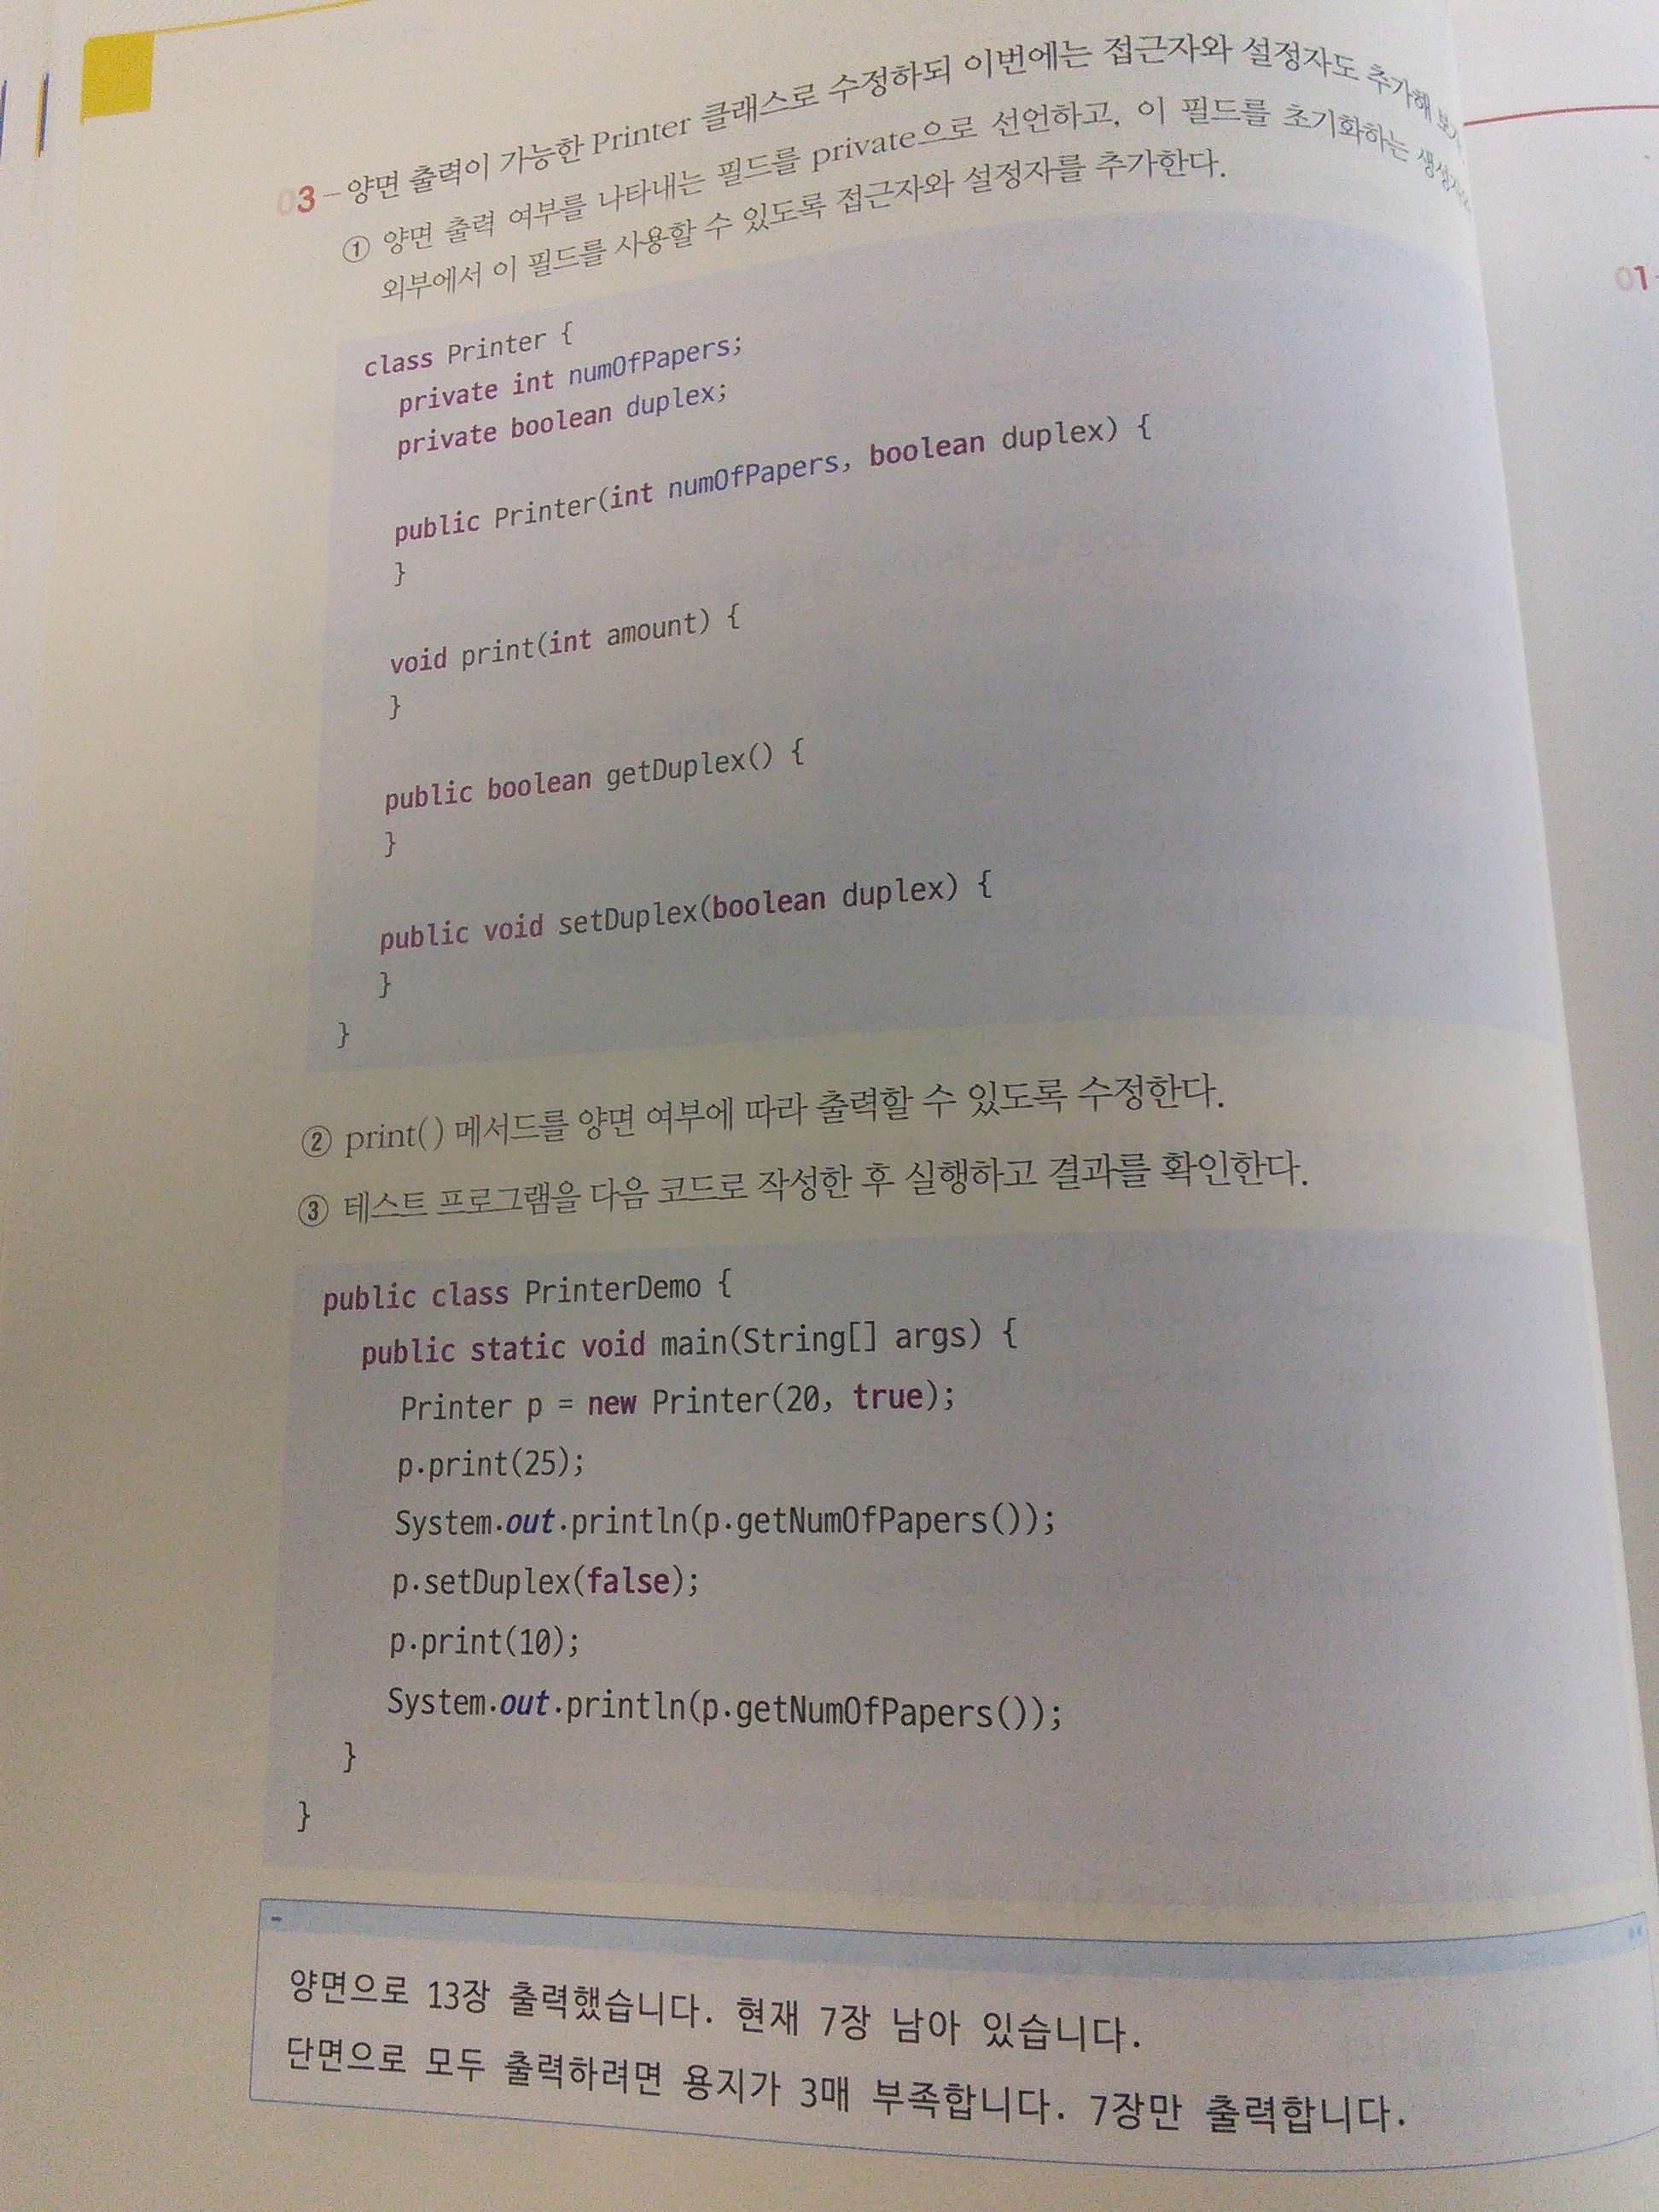 03 – 양면 출력이 가능한 Printer 클래스로 수정하되 이번에는 접근자와 설정자도 추가해
① 양면 출력 여부를 나타내는 필드를 private으로 선언하고, 이 필드를 초기화하는
외부에서 이 필드를 사용할 수 있도록 접근자와 설정자를 추가한다.
class Printer {
private int numOfPapers;
private boolean duplex;
public Printer(int numOfPapers, boolean duplex) {
}
void print(int amount) {
}
public boolean getDuplex() {
}
public void setDuplex(boolean duplex) {
}
}
② print() 메서드를 양면 여부에 따라 출력할 수 있도록 수정한다.
③ 테스트 프로그램을 다음 코드로 작성한 후 실행하고 결과를 확인한다.
public class PrinterDemo {
public static void main(String[] args) {
Printer p = new Printer(20, true);
p.print(25);
System.out.println(p.getNumOfPapers());
p.setDuplex(false);
p.print(10);
System.out.println(p.getNumOfPapers());
}
}
양면으로 13장 출력했습니다. 현재 7장 남아 있습니다.
단면으로 모두 출력하려면 용지가 3매 부족합니다. 7장만 출력합니다.
01